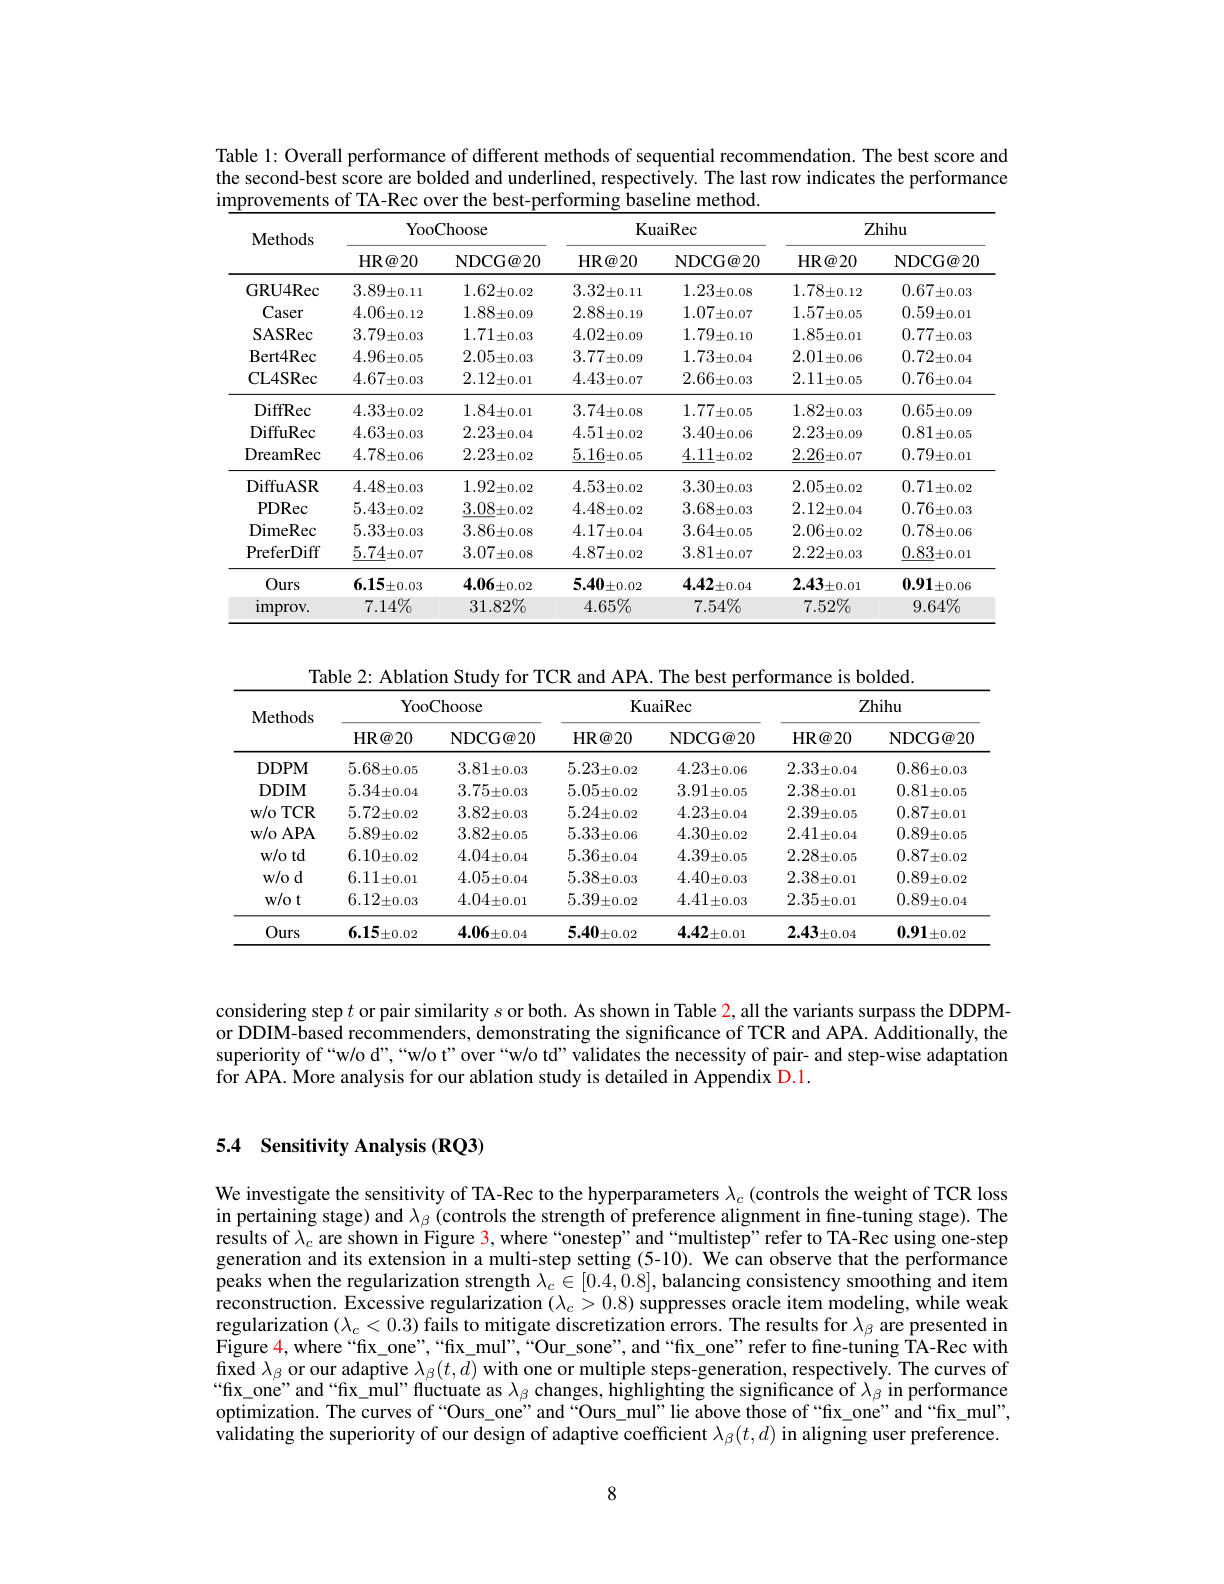 Table 1: Overall performance of different methods of sequential recommendation. The best score and
the second-best score are bolded and underlined, respectively. The last row indicates the performance
improvements of TA-Rec over the best-performing baseline method.
Methods YooChoose KuaiRec Zhihu
HR@20 NDCG@20 HR@20 NDCG@20 HR@20 NDCG@20
GRU4Rec 3.89±0.11 1.62±0.02 3.32±0.11 1.23±0.08 1.78±0.12 0.67±0.03
Caser 4.06±0.12 1.88±0.09 2.88±0.19 1.07±0.07 1.57±0.05 0.59±0.01
SASRec 3.79±0.03 1.71±0.03 4.02±0.09 1.79±0.10 1.85±0.01 0.77±0.03
Bert4Rec 4.96±0.05 2.05±0.03 3.77±0.09 1.73±0.04 2.01±0.06 0.72±0.04
CL4SRec 4.67±0.03 2.12±0.01 4.43±0.07 2.66±0.03 2.11±0.05 0.76±0.04
DiffRec 4.33±0.02 1.84±0.01 3.74±0.08 1.77±0.05 1.82±0.03 0.65±0.09
DiffuRec 4.63±0.03 2.23±0.04 4.51±0.02 3.40±0.06 2.23±0.09 0.81±0.05
DreamRec 4.78±0.06 2.23±0.02 5.16±0.05 4.11±0.02 2.26±0.07 0.79±0.01
DiffuASR 4.48±0.03 1.92±0.02 4.53±0.02 3.30±0.03 2.05±0.02 0.71±0.02
PDRec 5.43±0.02 3.08±0.02 4.48±0.02 3.68±0.03 2.12±0.04 0.76±0.03
DimeRec 5.33±0.03 3.86±0.08 4.17±0.04 3.64±0.05 2.06±0.02 0.78±0.06
PreferDiff 5.74±0.07 3.07±0.08 4.87±0.02 3.81±0.07 2.22±0.03 0.83±0.01
Ours 6.15±0.03 4.06±0.02 5.40±0.02 4.42±0.04 2.43±0.01 0.91±0.06
improv. 7.14% 31.82% 4.65% 7.54% 7.52% 9.64%
Table 2: Ablation Study for TCR and APA. The best performance is bolded.
Methods YooChoose KuaiRec Zhihu
HR@20 NDCG@20 HR@20 NDCG@20 HR@20 NDCG@20
DDPM 5.68±0.05 3.81±0.03 5.23±0.02 4.23±0.06 2.33±0.04 0.86±0.03
DDIM 5.34±0.04 3.75±0.03 5.05±0.02 3.91±0.05 2.38±0.01 0.81±0.05
w/o TCR 5.72±0.02 3.82±0.03 5.24±0.02 4.23±0.04 2.39±0.05 0.87±0.01
w/o APA 5.89±0.02 3.82±0.05 5.33±0.06 4.30±0.02 2.41±0.04 0.89±0.05
w/o td 6.10±0.02 4.04±0.04 5.36±0.04 4.39±0.05 2.28±0.05 0.87±0.02
w/o d 6.11±0.01 4.05±0.04 5.38±0.03 4.40±0.03 2.38±0.01 0.89±0.02
w/o t 6.12±0.03 4.04±0.01 5.39±0.02 4.41±0.03 2.35±0.01 0.89±0.04
Ours 6.15±0.02 4.06±0.04 5.40±0.02 4.42±0.01 2.43±0.04 0.91±0.02
considering step t or pair similarity s or both. As shown in Table 2, all the variants surpass the DDPM-
or DDIM-based recommenders, demonstrating the significance of TCR and APA. Additionally, the
superiority of “w/o d”, “w/o t” over “w/o td” validates the necessity of pair- and step-wise adaptation
for APA. More analysis for our ablation study is detailed in Appendix D.1.
5.4 Sensitivity Analysis (RQ3)
We investigate the sensitivity of TA-Rec to the hyperparameters λc (controls the weight of TCR loss
in pertaining stage) and λβ (controls the strength of preference alignment in fine-tuning stage). The
results of λc are shown in Figure 3, where “onestep” and “multistep” refer to TA-Rec using one-step
generation and its extension in a multi-step setting (5-10). We can observe that the performance
peaks when the regularization strength λc ∈ [0.4, 0.8], balancing consistency smoothing and item
reconstruction. Excessive regularization (λc > 0.8) suppresses oracle item modeling, while weak
regularization (λc < 0.3) fails to mitigate discretization errors. The results for λβ are presented in
Figure 4, where “fix_one”, “fix_mul”, “Our_sone”, and “fix_one” refer to fine-tuning TA-Rec with
fixed λβ or our adaptive λβ(t, d) with one or multiple steps-generation, respectively. The curves of
“fix_one” and “fix_mul” fluctuate as λβ changes, highlighting the significance of λβ in performance
optimization. The curves of “Ours_one” and “Ours_mul” lie above those of “fix_one” and “fix_mul”,
validating the superiority of our design of adaptive coefficient λβ(t, d) in aligning user preference.
8